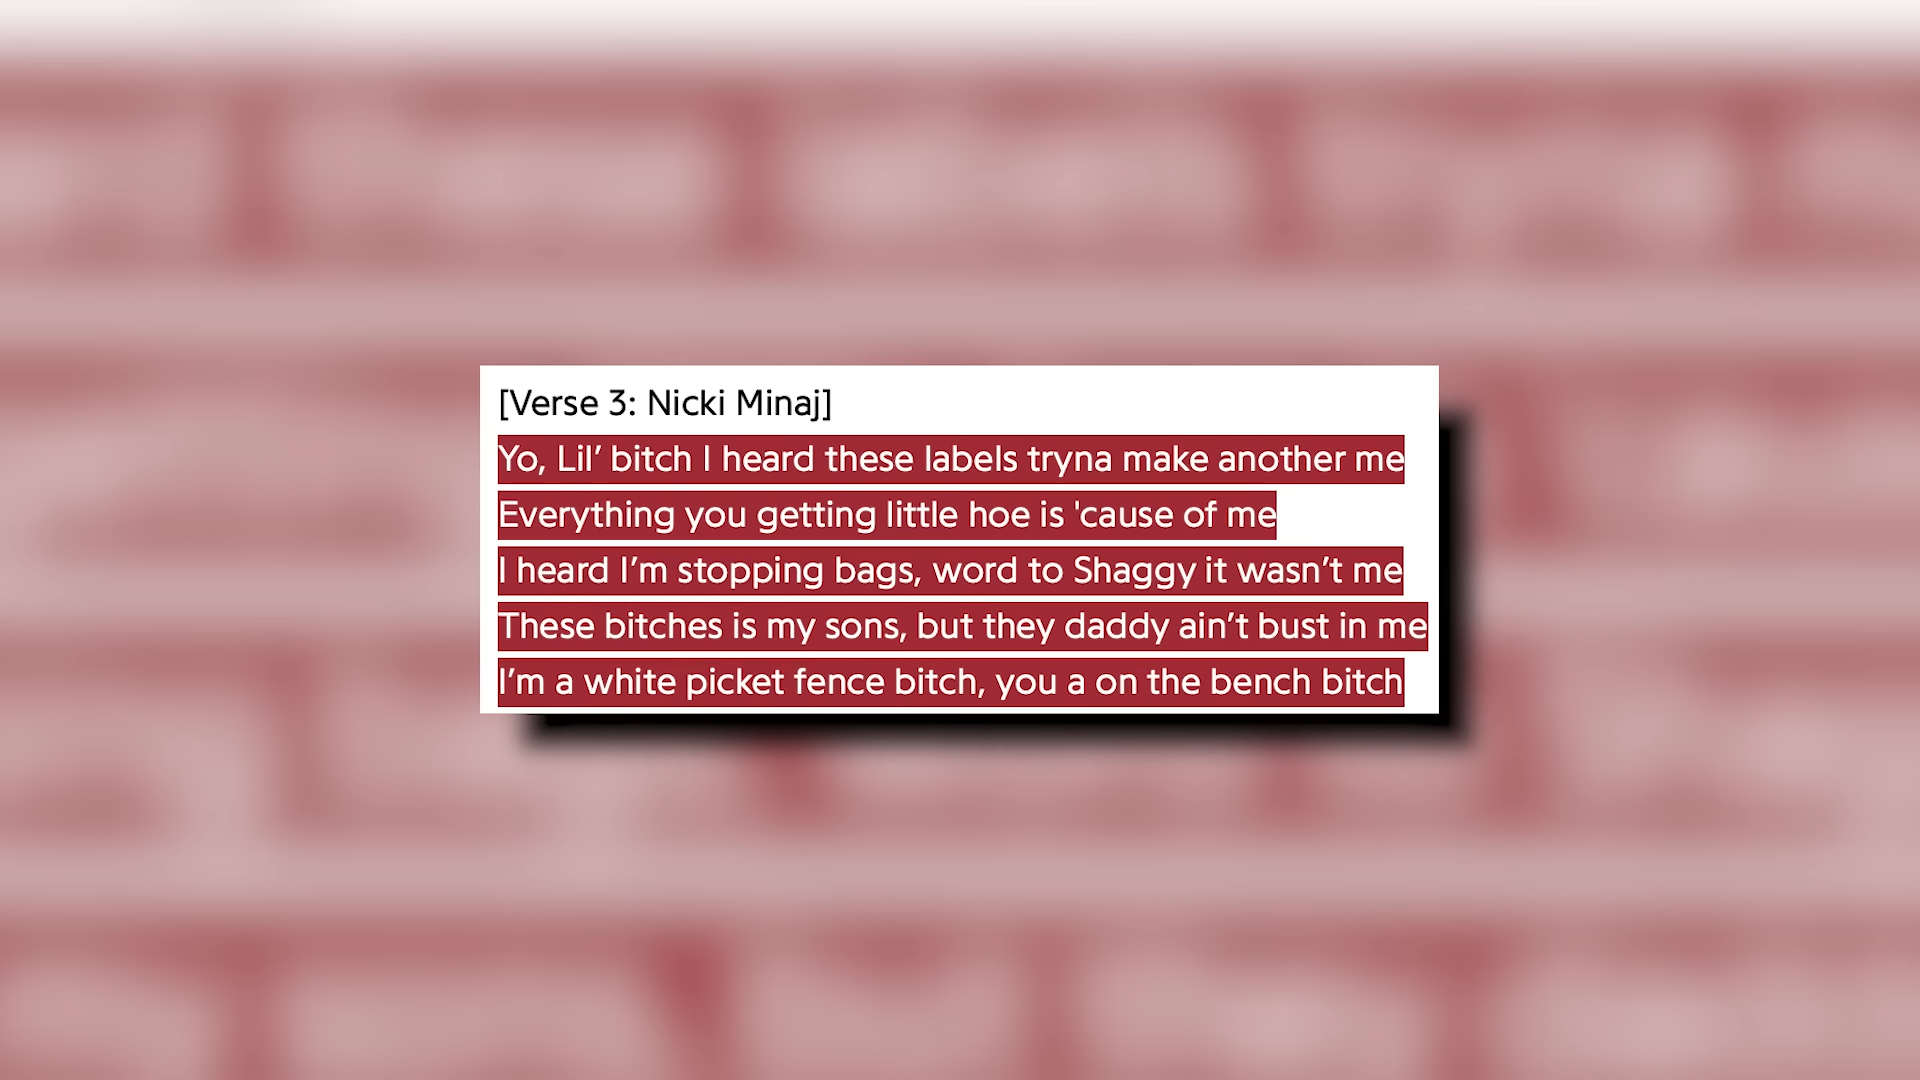 [Verse 3: Nicki Minaj]
Yo, Lil’ bitch I heard these labels tryna make another me
Everything you getting little hoe is 'cause of me
I heard I’m stopping bags, word to Shaggy it wasn’t me
These bitches is my sons, but they daddy ain’t bust in me
I’m a white picket fence bitch, you a on the bench bitch